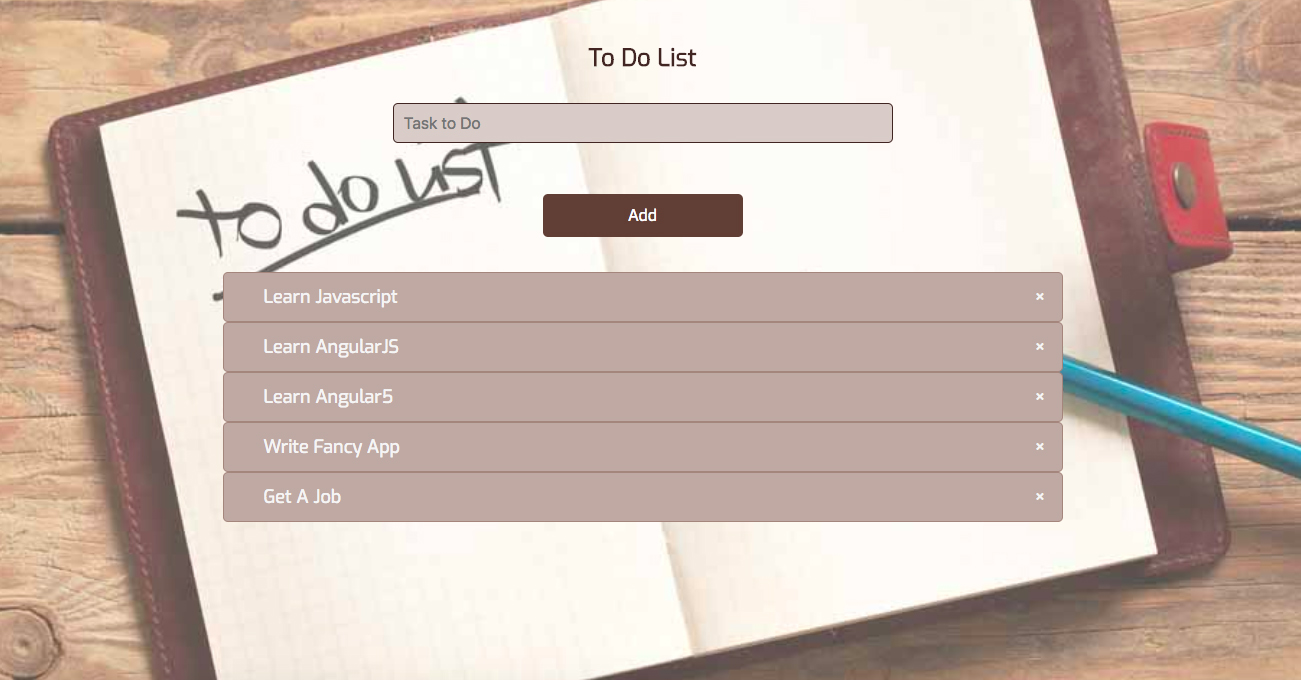 To Do List
Task to Do
to do list
Add
Learn Javascript ×
Learn AngularJS ×
Learn Angular5 ×
Write Fancy App ×
Get A Job ×